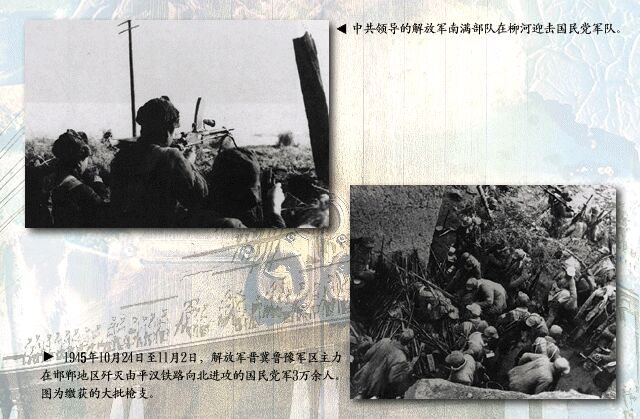 ◀ 中共领导的解放军南满部队在柳河迎击国民党军队。
▶ 1945年10月24日至11月2日，解放军晋冀鲁豫军区主力
在邯郸地区歼灭由平汉铁路向北进攻的国民党军3万余人。
图为缴获的大批枪支。